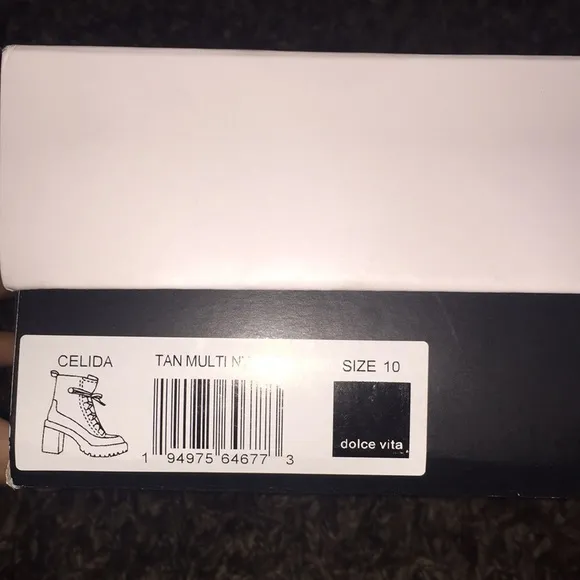 CELIDA TAN MULTI SIZE 10
dolce vita
1 94975 64677 3